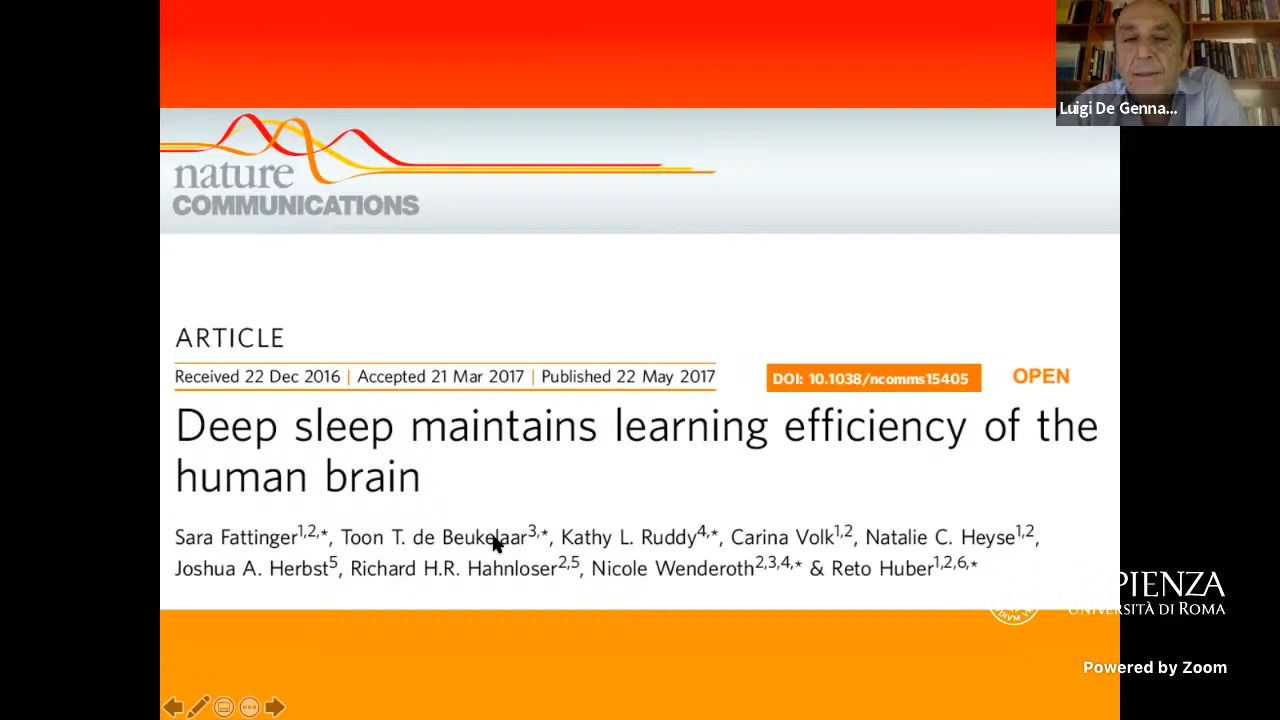 Luigi De Genna...
nature
COMMUNICATIONS
ARTICLE
Received 22 Dec 2016 | Accepted 21 Mar 2017 | Published 22 May 2017
DOI: 10.1038/ncomms15405
OPEN
Deep sleep maintains learning efficiency of the
human brain
Sara Fattinger1,2,*, Toon T. de Beukelaar3,*, Kathy L. Ruddy4,*, Carina Volk1,2, Natalie C. Heyse1,2,
Joshua A. Herbst5, Richard H.R. Hahnloser2,5, Nicole Wenderoth2,3,4,* & Reto Huber1,2,6,*
PIENZA
UNIVERSITÀ DI ROMA
Powered by Zoom